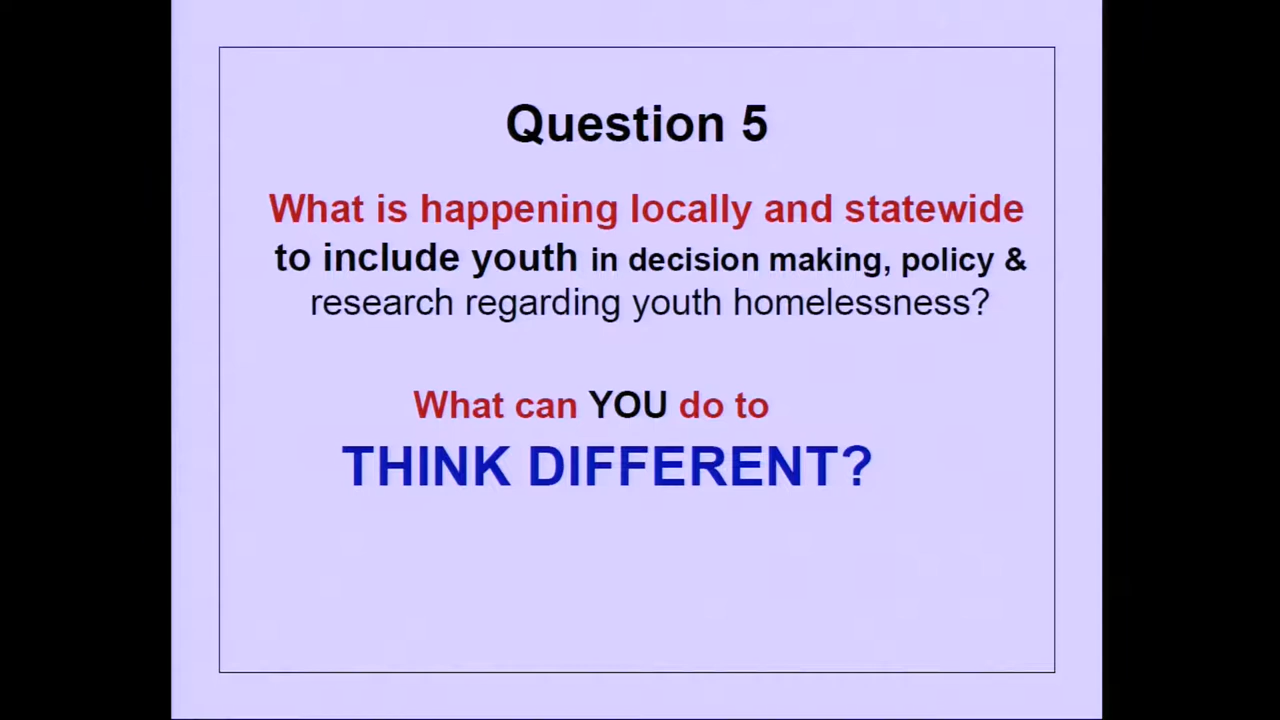 Question 5
What is happening locally and statewide
to include youth in decision making, policy &
research regarding youth homelessness?
What can YOU do to
THINK DIFFERENT?